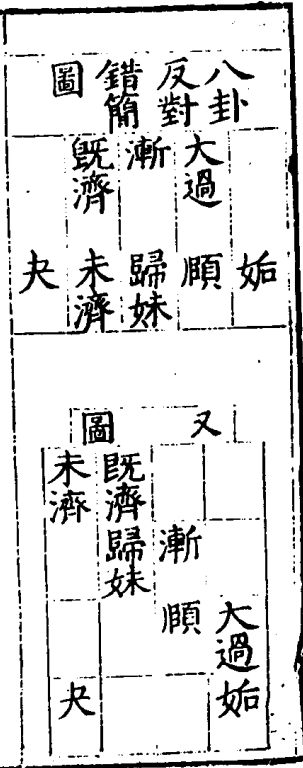 八卦
反對
錯簡
圖
姤
大過 頤
漸 歸妹
既濟 未濟
夬
又圖
大過 姤
漸 頤
既濟 歸妹
未濟 夬